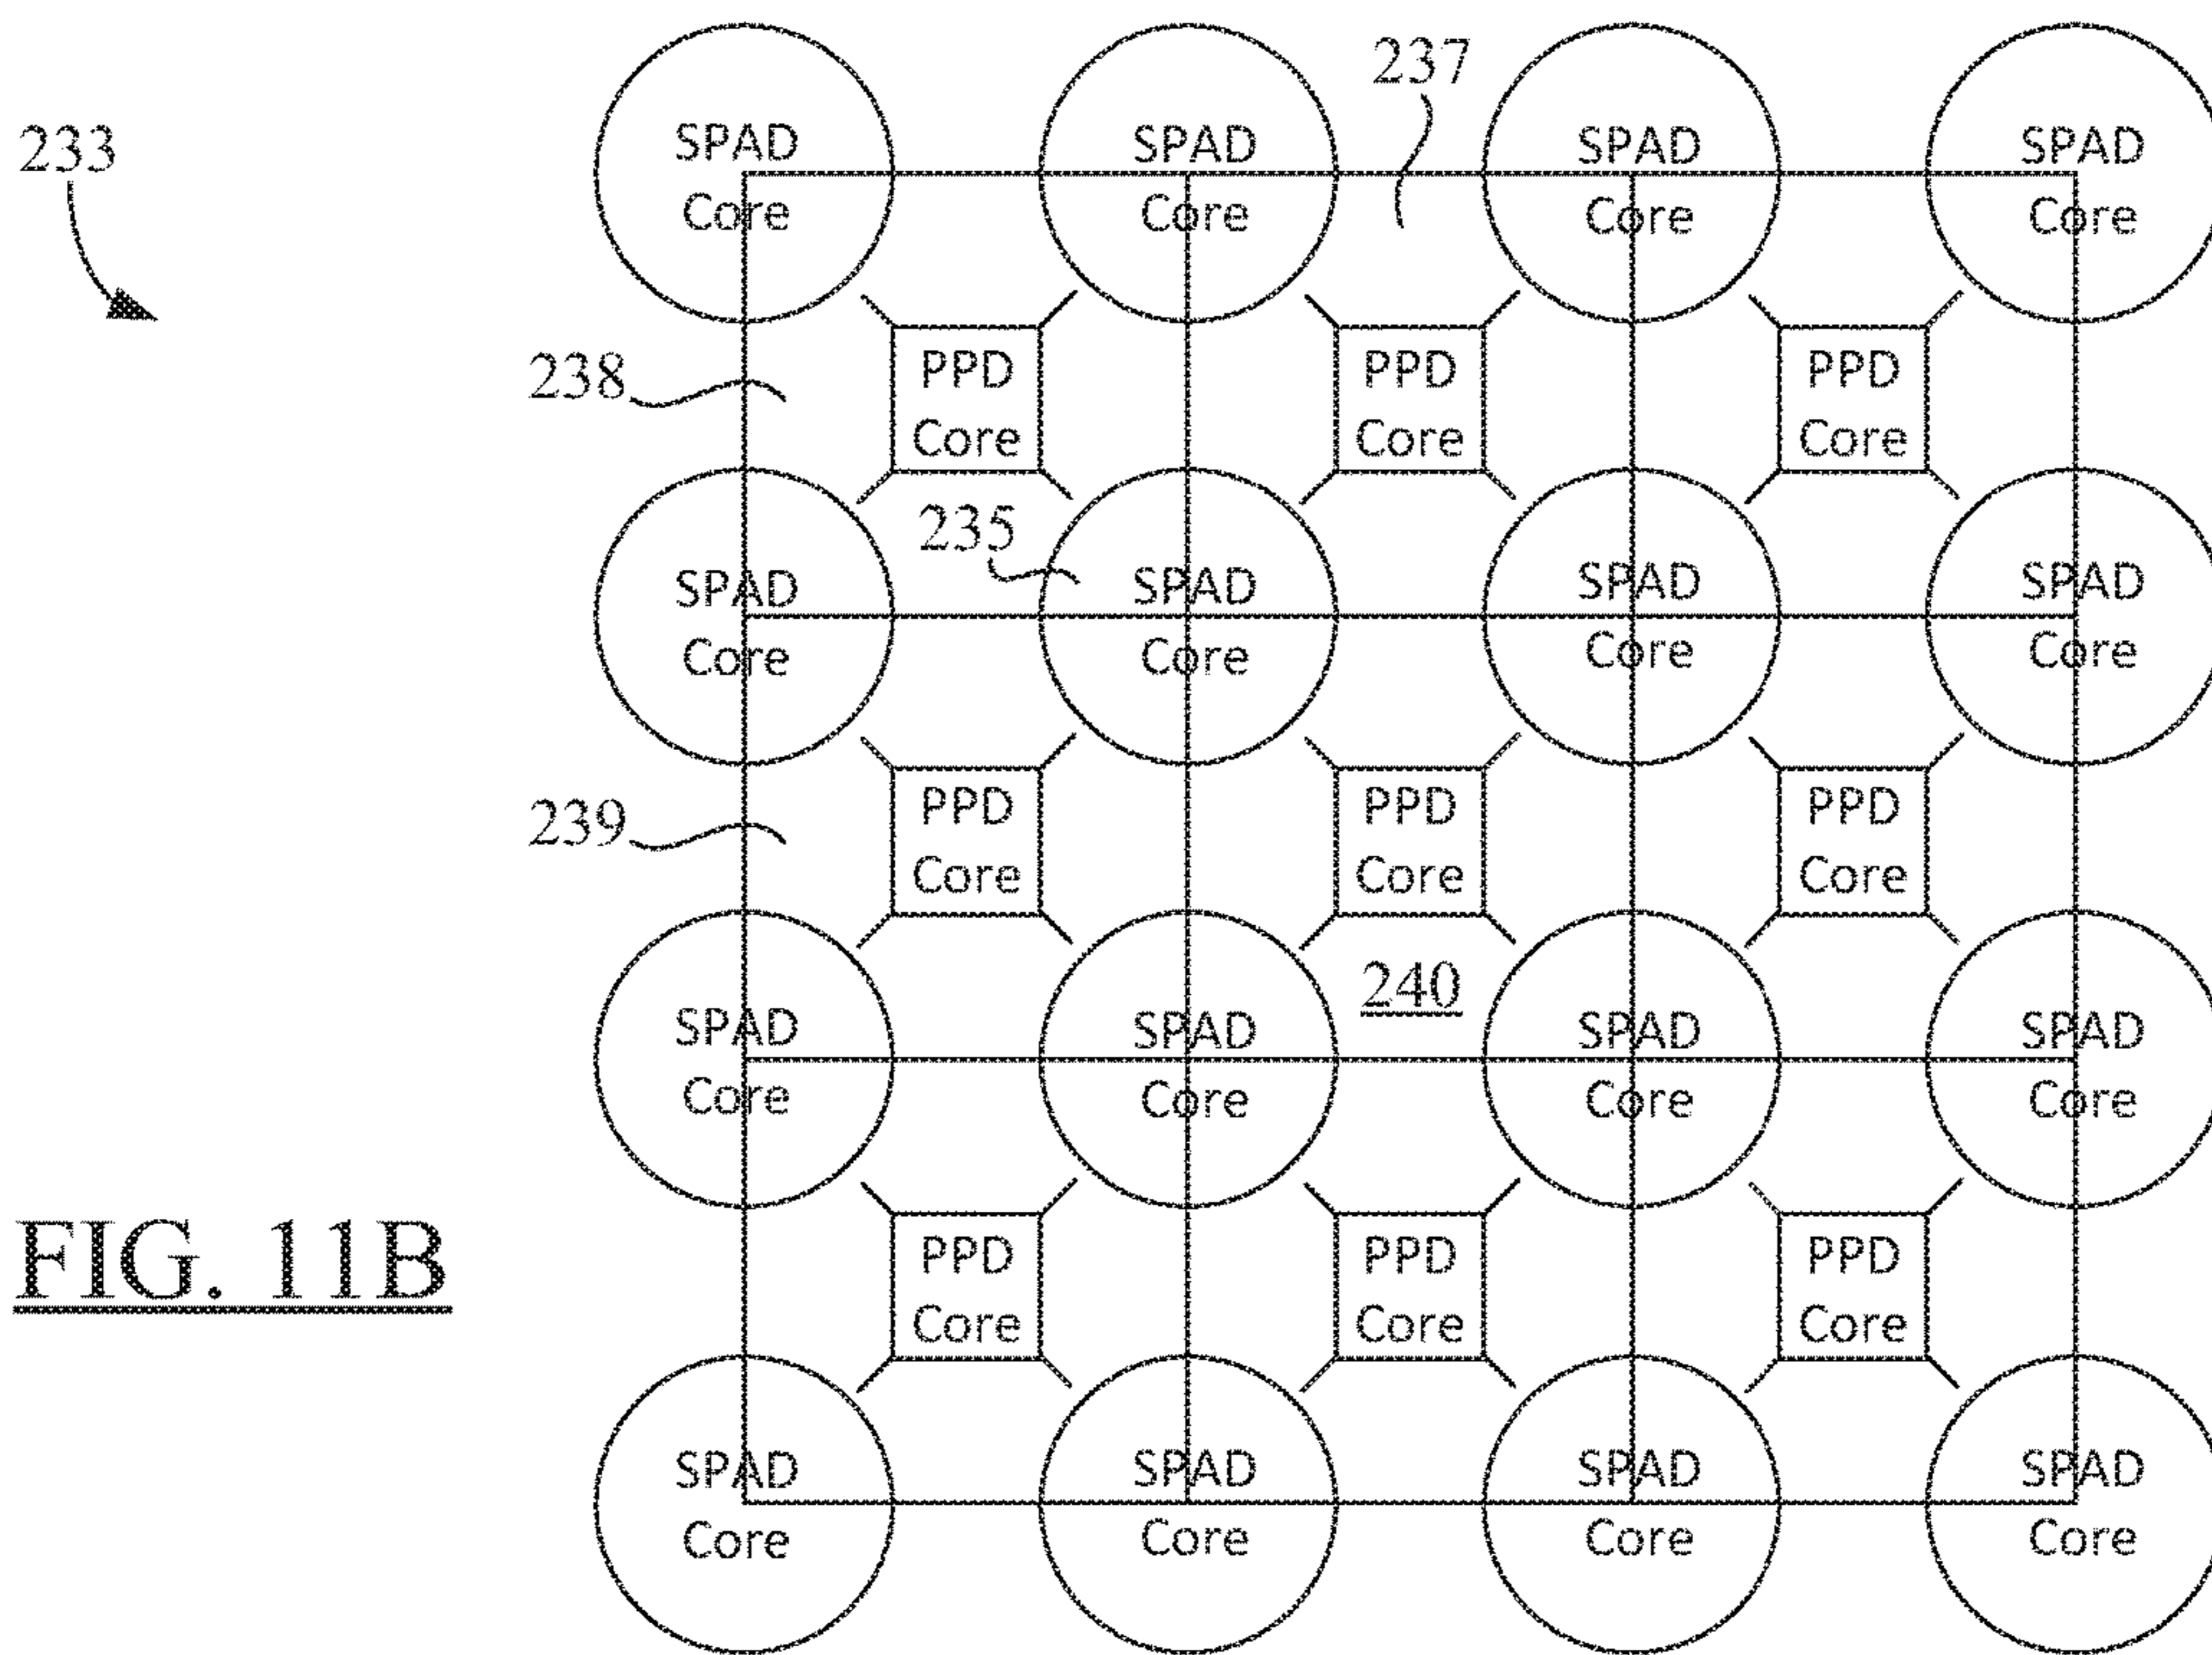 237
233
SPAD SPAD SPAD SPAD
Core Core Core Core
238
PPD PPD PPD
Core Core Core
235
SPAD SPAD SPAD SPAD
Core Core Core Core
239
PPD PPD PPD
Core Core Core
240
SPAD SPAD SPAD SPAD
Core Core Core Core
FIG. 11B
PPD PPD PPD
Core Core Core
SPAD SPAD SPAD SPAD
Core Core Core Core